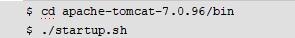 $ cd apache-tomcat-7.0.96/bin
$ ./startup.sh